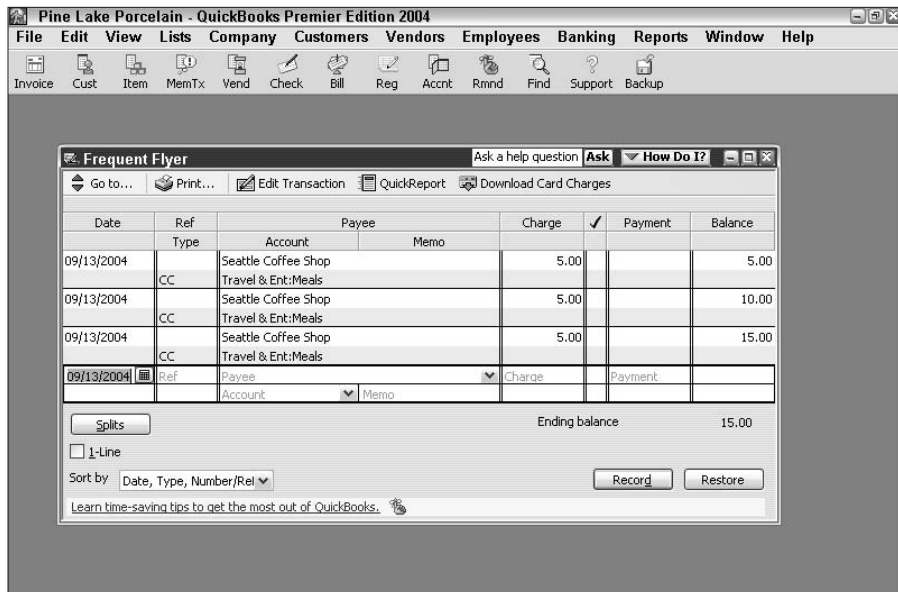 Pine Lake Porcelain - QuickBooks Premier Edition 2004
File Edit View Lists Company Customers Vendors Employees Banking Reports Window Help
Invoice Cust Item MemTx Vend Check Bill Reg Accnt Rmnd Find Support Backup
Frequent Flyer Ask a help question Ask How Do I?
Go to... Print... Edit Transaction QuickReport Download Card Charges
Date Ref Payee Charge ✓ Payment Balance
Type Account Memo
09/13/2004 Seattle Coffee Shop 5.00 5.00
CC Travel & Ent:Meals
09/13/2004 Seattle Coffee Shop 5.00 10.00
CC Travel & Ent:Meals
09/13/2004 Seattle Coffee Shop 5.00 15.00
CC Travel & Ent:Meals
09/13/2004 Ref Payee Charge Payment
Account Memo
Splits Ending balance 15.00
1-Line
Sort by Date, Type, Number/Rel Record Restore
Learn time-saving tips to get the most out of QuickBooks.